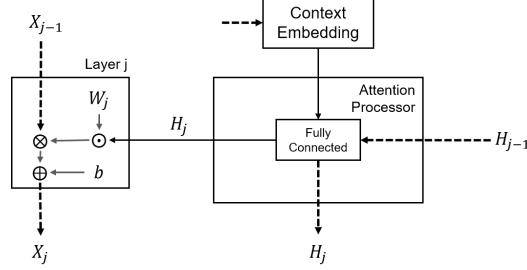 X_{j-1}
Context
Embedding
Layer j
Attention
Processor
W_j
H_j
Fully
Connected
H_{j-1}
b
X_j
H_j